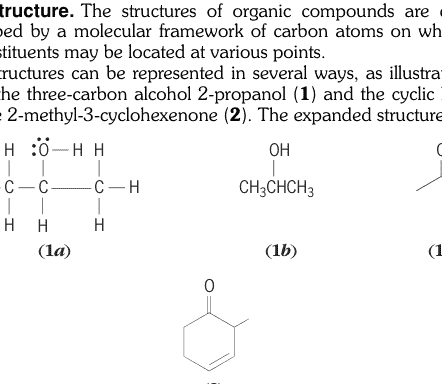 tructure. The structures of organic compounds are
ped by a molecular framework of carbon atoms on wh
stituents may be located at various points.
tructures can be represented in several ways, as illustra
the three-carbon alcohol 2-propanol (1) and the cyclic
2-methyl-3-cyclohexenone (2). The expanded structure
H :Ö—H H
C—C—C—H
H H H
OH
CH₃CHCH₃
(1a)
(1b)
(1
O